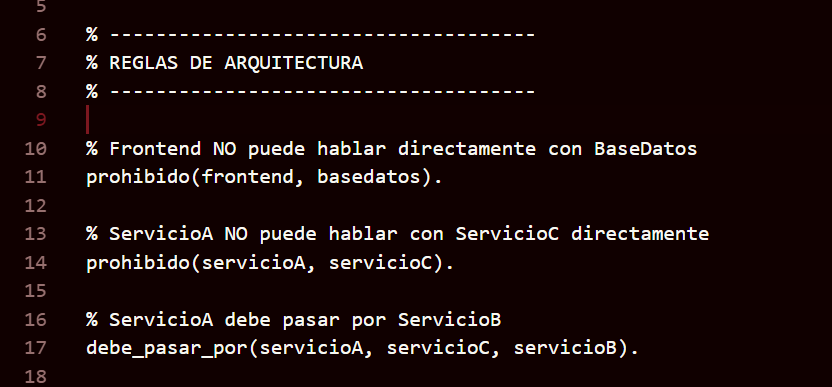 5
6 % -------------------------------------
7 % REGLAS DE ARQUITECTURA
8 % -------------------------------------
9
10 % Frontend NO puede hablar directamente con BaseDatos
11 prohibido(frontend, basedatos).
12
13 % ServicioA NO puede hablar con ServicioC directamente
14 prohibido(servicioA, servicioC).
15
16 % ServicioA debe pasar por ServicioB
17 debe_pasar_por(servicioA, servicioC, servicioB).
18